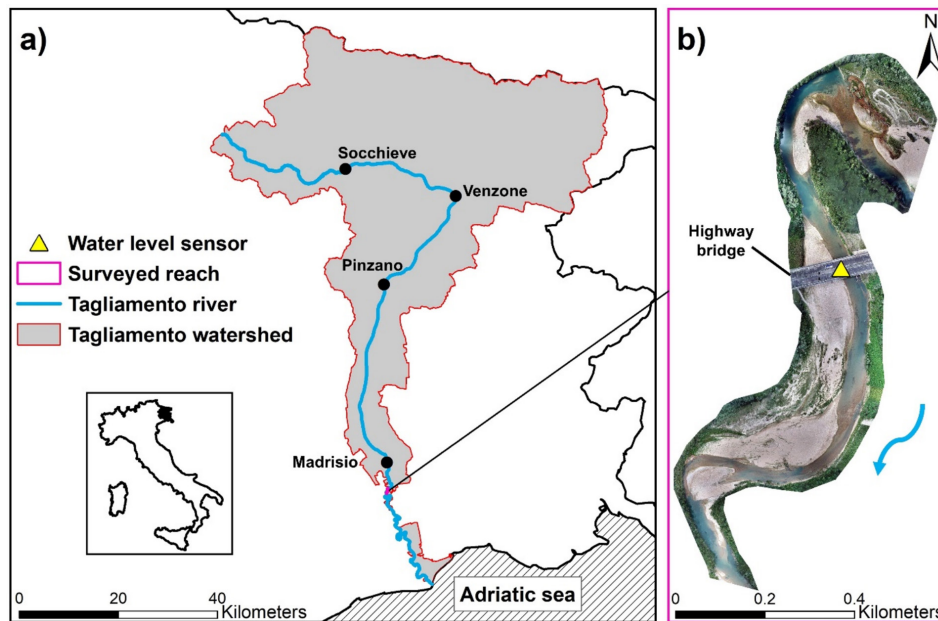 a)
Socchieve
Venzone
Pinzano
Madrisio
Water level sensor
Surveyed reach
Tagliamento river
Tagliamento watershed
Adriatic sea
0 20 40
Kilometers
b)
N
Highway
bridge
0 0.2 0.4
Kilometers